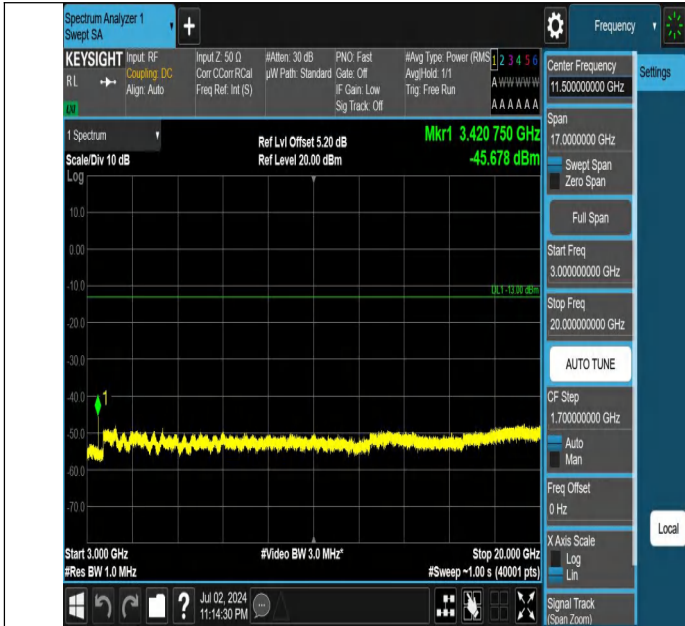 Spectrum Analyzer 1
Swept SA
+
Frequency
KEYSIGHT
RL
Input: RF
Coupling: DC
Align: Auto
Input Z: 50 Ω
Corr CCorr RCal
Freq Ref: Int (S)
#Atten: 30 dB
µW Path: Standard
PNO: Fast
Gate: Off
IF Gain: Low
Sig Track: Off
#Avg Type: Power (RMS
Avg|Hold: 1/1
Trig: Free Run
1 2 3 4 5 6
A W W W W W
A A A A A A
1 Spectrum
Scale/Div 10 dB
Ref Lvl Offset 5.20 dB
Ref Level 20.00 dBm
Mkr1 3.420 750 GHz
-45.678 dBm
Log
10.0
0.00
-10.0
DL1 -13.00 dBm
-20.0
-30.0
-40.0
1
-50.0
-60.0
-70.0
Start 3.000 GHz
#Res BW 1.0 MHz
#Video BW 3.0 MHz*
Stop 20.000 GHz
#Sweep ~1.00 s (40001 pts)
?
Jul 02, 2024
11:14:30 PM
Center Frequency
11.500000000 GHz
Settings
Span
17.0000000 GHz
Swept Span
Zero Span
Full Span
Start Freq
3.000000000 GHz
Stop Freq
20.000000000 GHz
AUTO TUNE
CF Step
1.700000000 GHz
Auto
Man
Freq Offset
0 Hz
X Axis Scale
Log
Lin
Local
Signal Track
(Span Zoom)